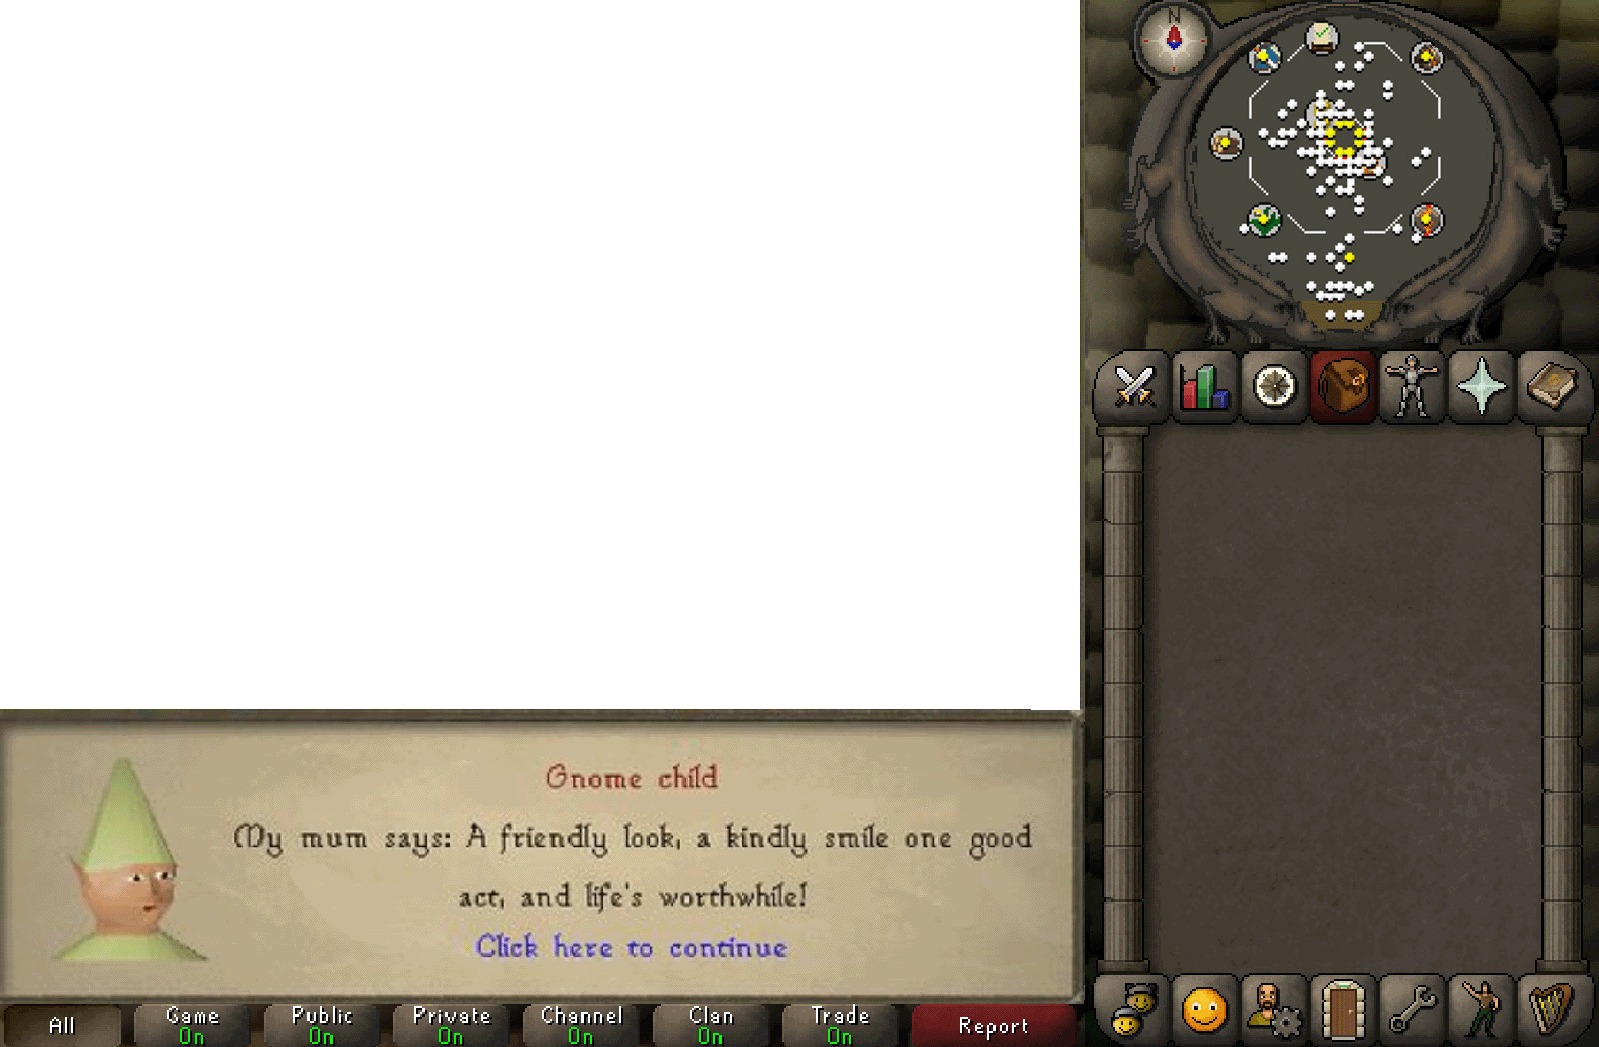 N
Gnome child
My mum says: A friendly look, a kindly smile one good
act, and life's worthwhile!
Click here to continue
All
Game
On
Public
On
Private
On
Channel
On
Clan
On
Trade
On
Report